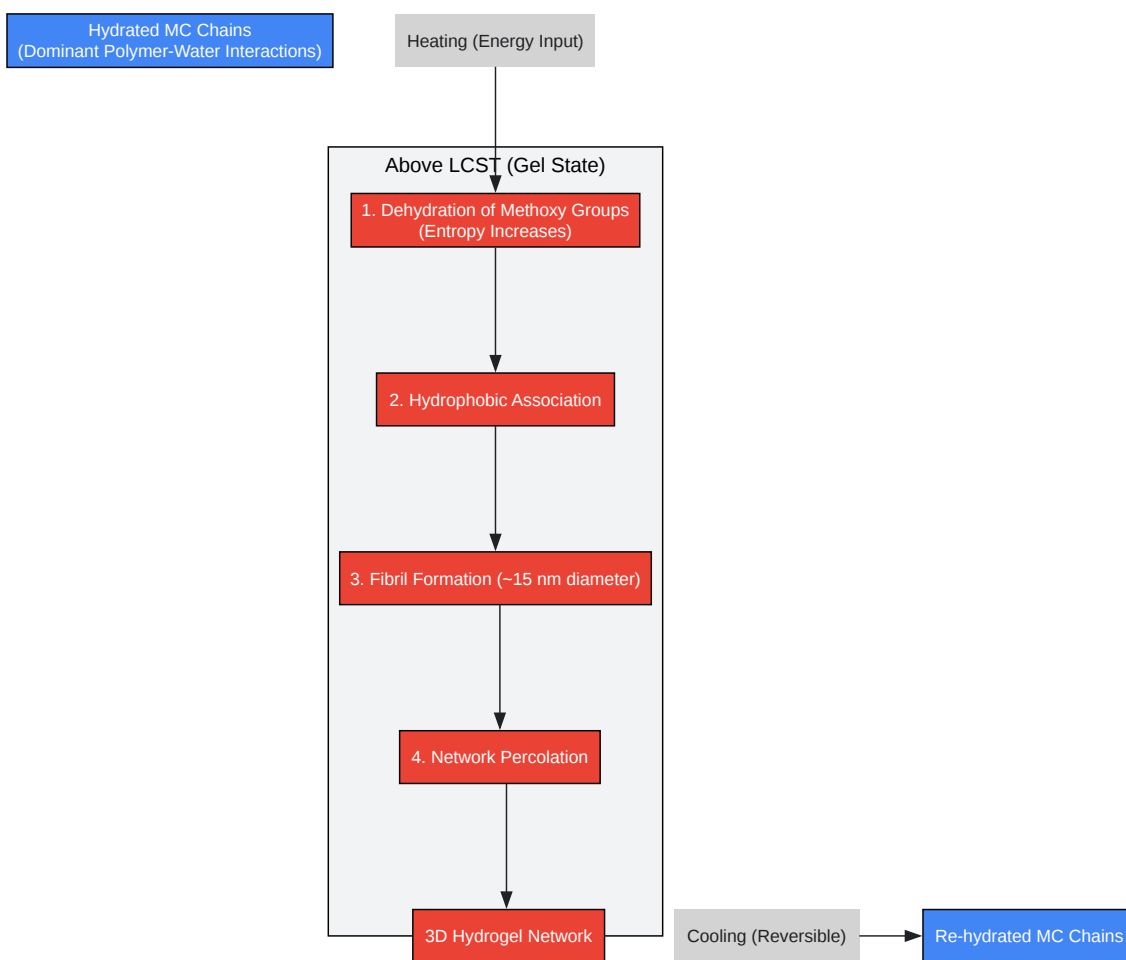 Hydrated MC Chains
(Dominant Polymer-Water Interactions)
Heating (Energy Input)
Above LCST (Gel State)
1. Dehydration of Methoxy Groups
(Entropy Increases)
2. Hydrophobic Association
3. Fibril Formation (~15 nm diameter)
4. Network Percolation
3D Hydrogel Network
Cooling (Reversible)
Re-hydrated MC Chains